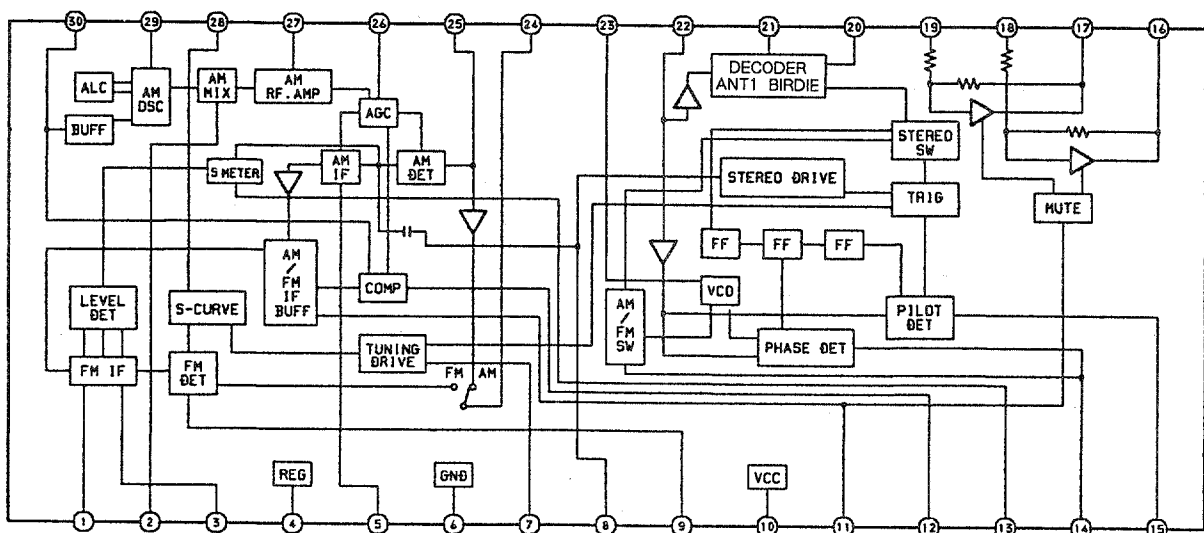 30 29 28 27 26 25 24 23 22 21 20 19 18 17 16
ALC
AM
OSC
AM
MIX
AM
RF.AMP
AGC
BUFF
S METER
AM
IF
AM
DET
DECODER
ANT1 BIRDIE
STEREO
SW
STEREO DRIVE
TRIG
MUTE
FF
FF
FF
AM
/
FM
IF
BUFF
COMP
LEVEL
DET
S-CURVE
VCO
AM
/
FM
SW
PILOT
DET
PHASE DET
TUNING
DRIVE
FM IF
FM
DET
FM
AM
REG
GND
VCC
1 2 3 4 5 6 7 8 9 10 11 12 13 14 15